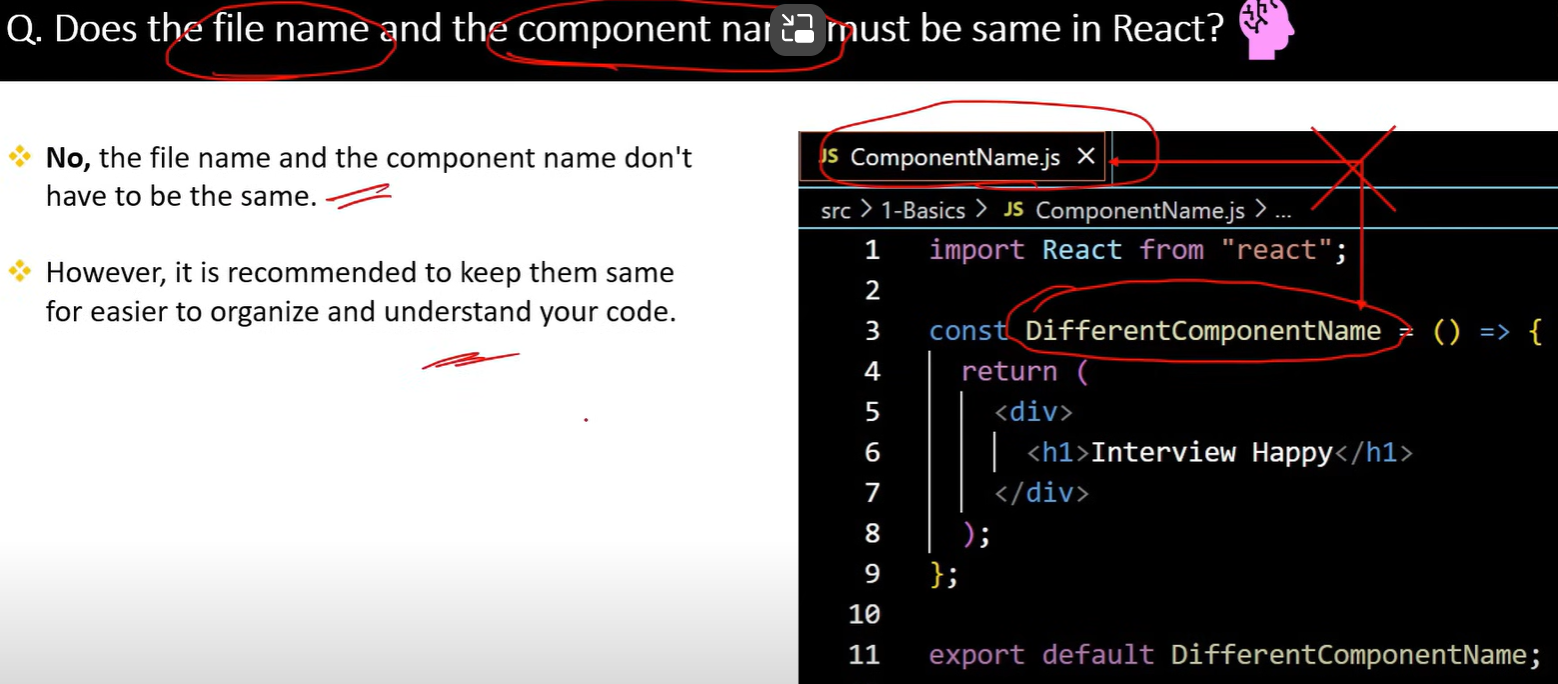 Q. Does the file name and the component nam must be same in React?
No, the file name and the component name don't
have to be the same.
However, it is recommended to keep them same
for easier to organize and understand your code.
JS ComponentName.js ×
src > 1-Basics > JS ComponentName.js > ...
1 import React from "react";
2
3 const DifferentComponentName = () => {
4 return (
5 <div>
6 <h1>Interview Happy</h1>
7 </div>
8 );
9 };
10
11 export default DifferentComponentName;